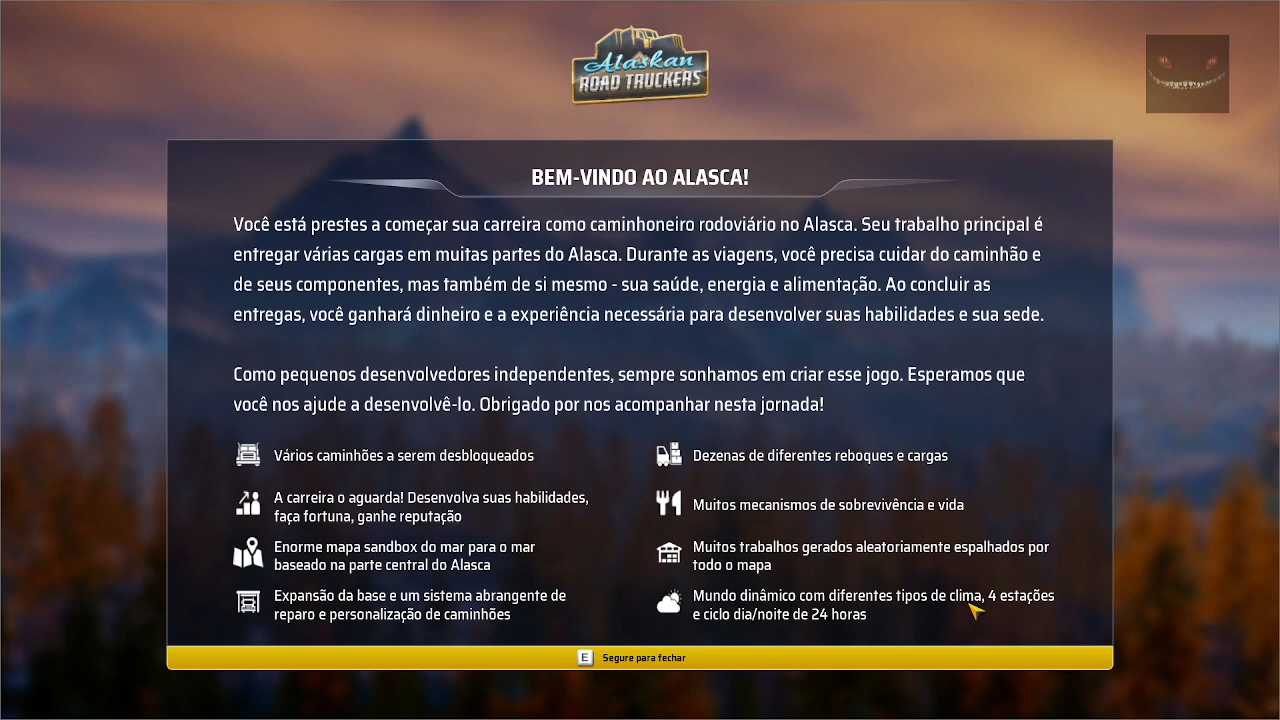 Alaskan
ROAD TRUCKERS
BEM-VINDO AO ALASCA!
Você está prestes a começar sua carreira como caminhoneiro rodoviário no Alasca. Seu trabalho principal é
entregar várias cargas em muitas partes do Alasca. Durante as viagens, você precisa cuidar do caminhão e
de seus componentes, mas também de si mesmo - sua saúde, energia e alimentação. Ao concluir as
entregas, você ganhará dinheiro e a experiência necessária para desenvolver suas habilidades e sua sede.
Como pequenos desenvolvedores independentes, sempre sonhamos em criar esse jogo. Esperamos que
você nos ajude a desenvolvê-lo. Obrigado por nos acompanhar nesta jornada!
Vários caminhões a serem desbloqueados
A carreira o aguarda! Desenvolva suas habilidades,
faça fortuna, ganhe reputação
Enorme mapa sandbox do mar para o mar
baseado na parte central do Alasca
Expansão da base e um sistema abrangente de
reparo e personalização de caminhões
Dezenas de diferentes reboques e cargas
Muitos mecanismos de sobrevivência e vida
Muitos trabalhos gerados aleatoriamente espalhados por
todo o mapa
Mundo dinâmico com diferentes tipos de clima, 4 estações
e ciclo dia/noite de 24 horas
E Segure para fechar